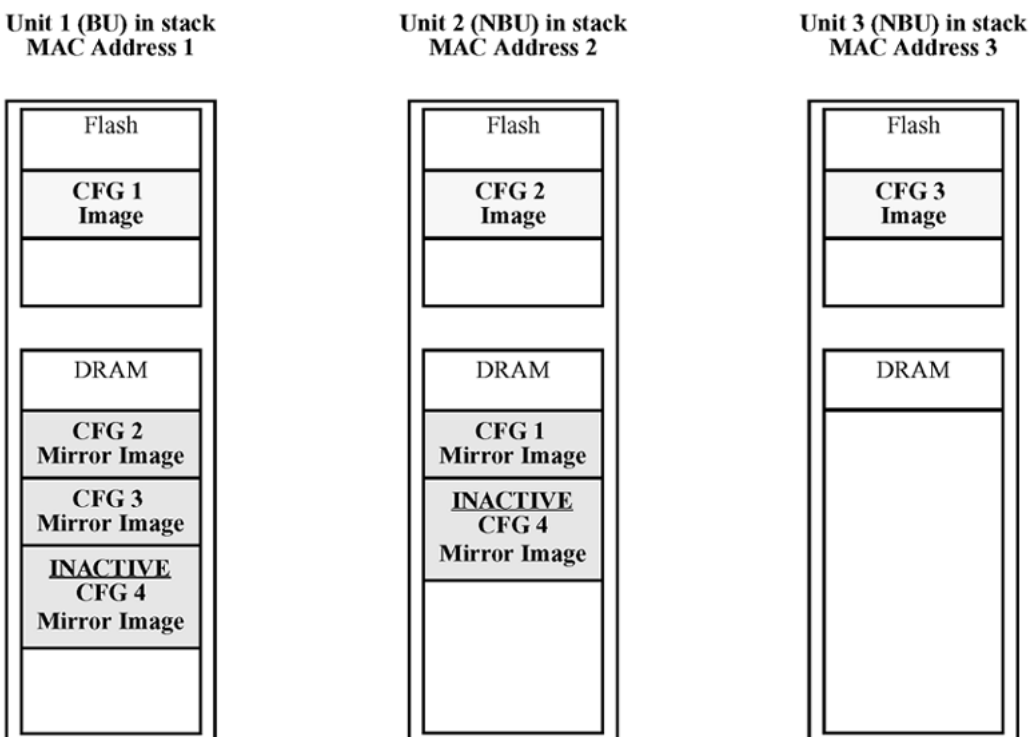 Unit 1 (BU) in stack
MAC Address 1
Flash
CFG 1
Image
DRAM
CFG 2
Mirror Image
CFG 3
Mirror Image
INACTIVE
CFG 4
Mirror Image
Unit 2 (NBU) in stack
MAC Address 2
Flash
CFG 2
Image
DRAM
CFG 1
Mirror Image
INACTIVE
CFG 4
Mirror Image
Unit 3 (NBU) in stack
MAC Address 3
Flash
CFG 3
Image
DRAM